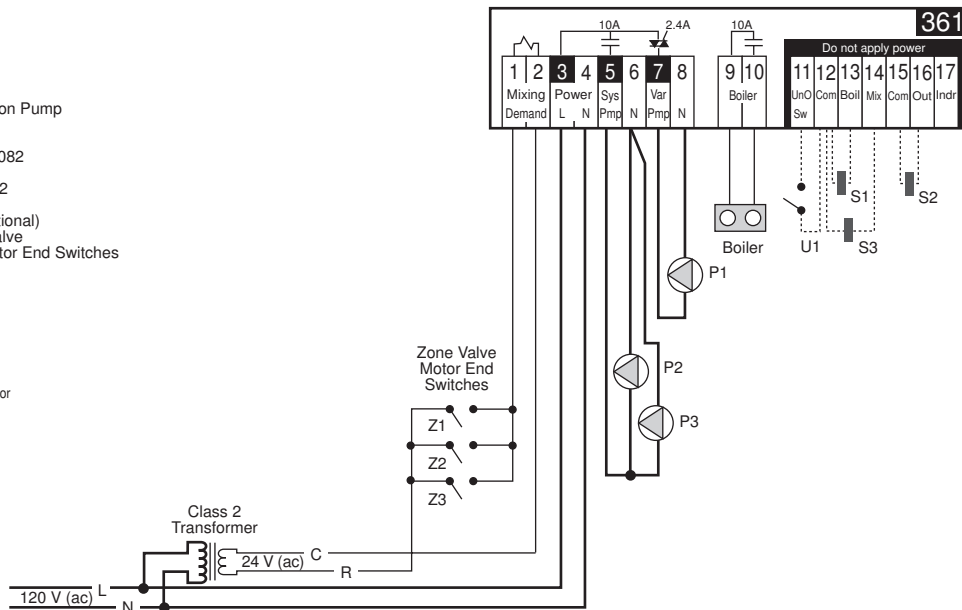 361
10A
2.4A
10A
Do not apply power
1 2 3 4 5 6 7 8 9 10 11 12 13 14 15 16 17
Mixing Power Sys Var Boiler UnO Com Boil Mix Com Out Indr
Demand L N Pmp N Pmp N Sw
on Pump
082
2
ional)
alve
tor End Switches
or
S1
S2
U1
S3
Boiler
P1
P2
P3
Zone Valve
Motor End
Switches
Z1
Z2
Z3
Class 2
Transformer
24 V (ac)
C
R
120 V (ac)
L
N